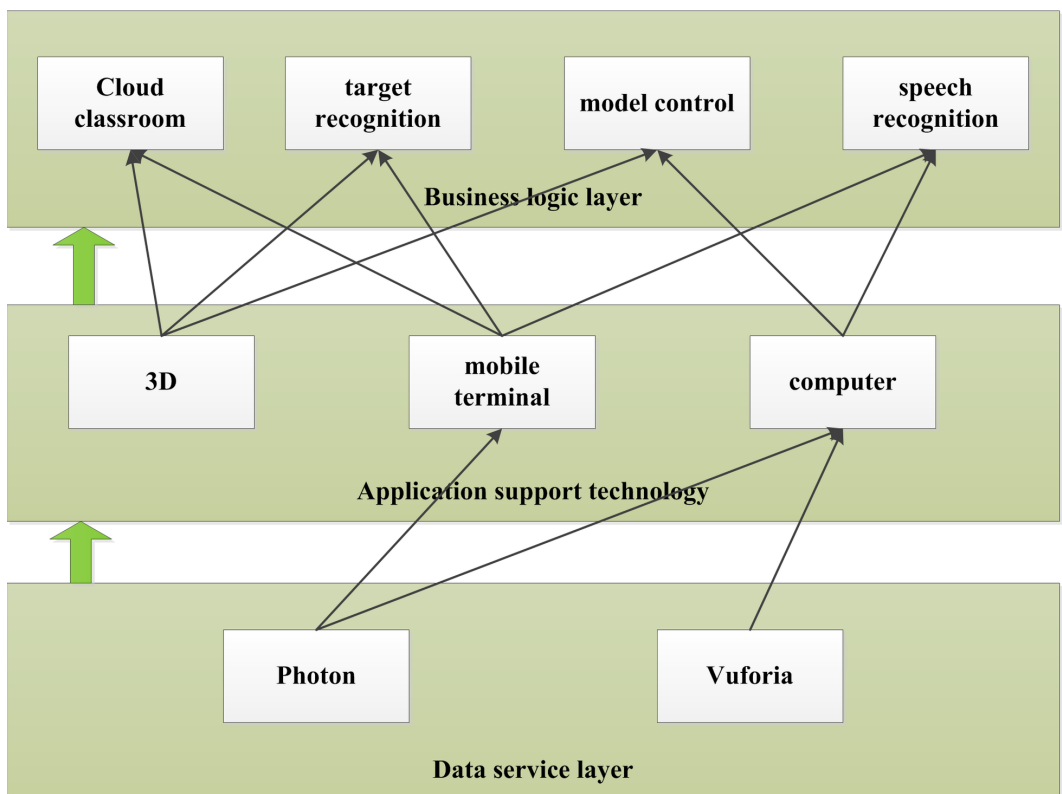 Cloud
classroom
target
recognition
model control
speech
recognition
Business logic layer
3D
mobile
terminal
computer
Application support technology
Photon
Vuforia
Data service layer